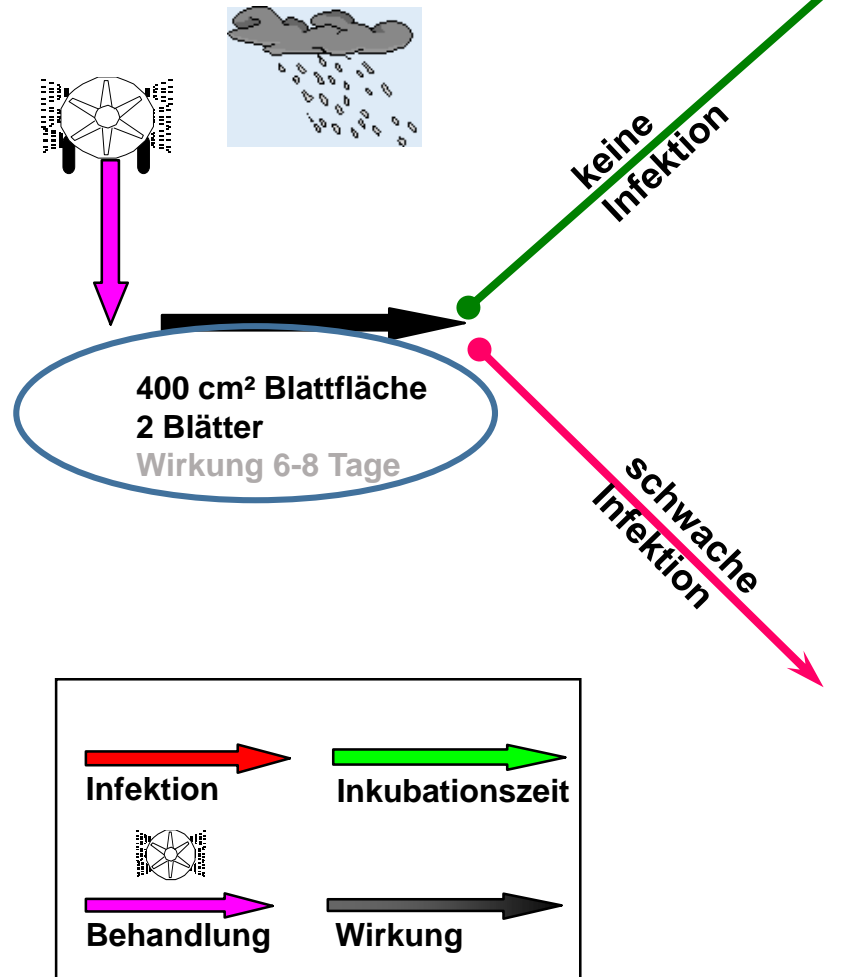 keine
Infektion
400 cm² Blattfläche
2 Blätter
Wirkung 6-8 Tage
schwache
Infektion
Infektion
Inkubationszeit
Behandlung
Wirkung